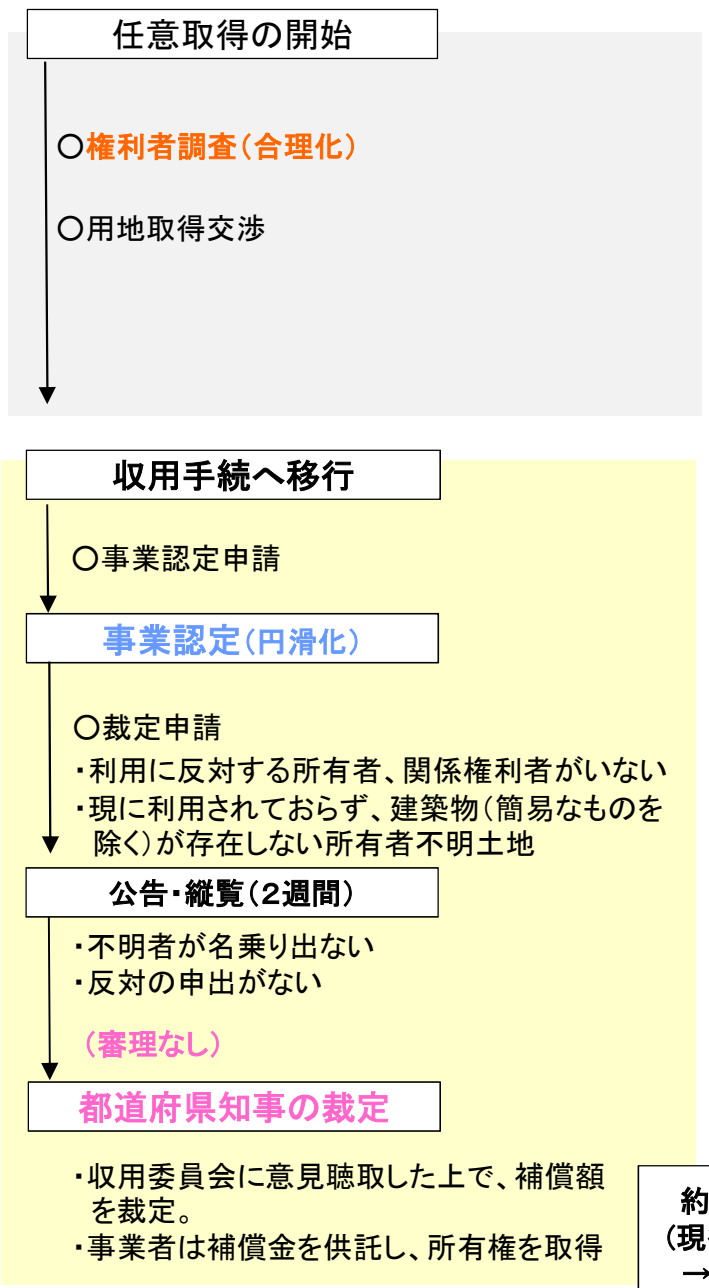 任意取得の開始
○権利者調査(合理化)
○用地取得交渉
収用手続へ移行
○事業認定申請
事業認定(円滑化)
○裁定申請
・利用に反対する所有者、関係権利者がいない
・現に利用されておらず、建築物(簡易なものを
除く)が存在しない所有者不明土地
公告・縦覧(2週間)
・不明者が名乗り出ない
・反対の申出がない
(審理なし)
都道府県知事の裁定
・収用委員会に意見聴取した上で、補償額
を裁定。
・事業者は補償金を供託し、所有権を取得
約
(現
→